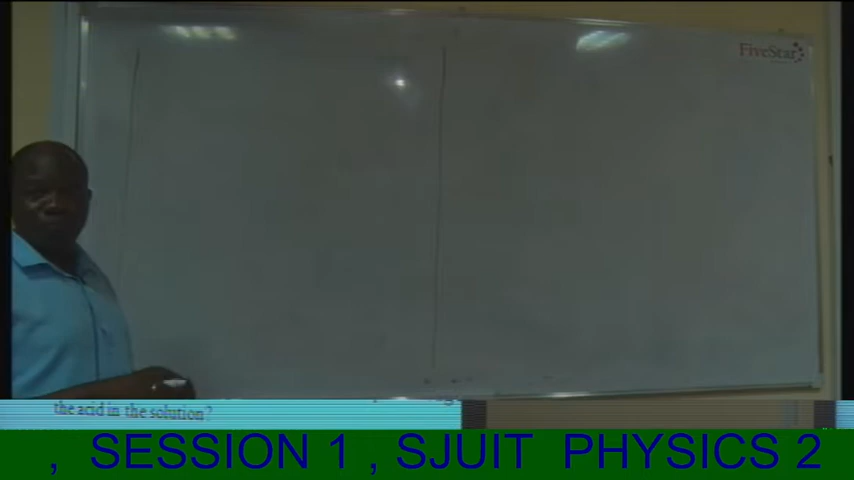 FiveStar
the acid in the solution?
, SESSION 1 , SJUIT PHYSICS 2